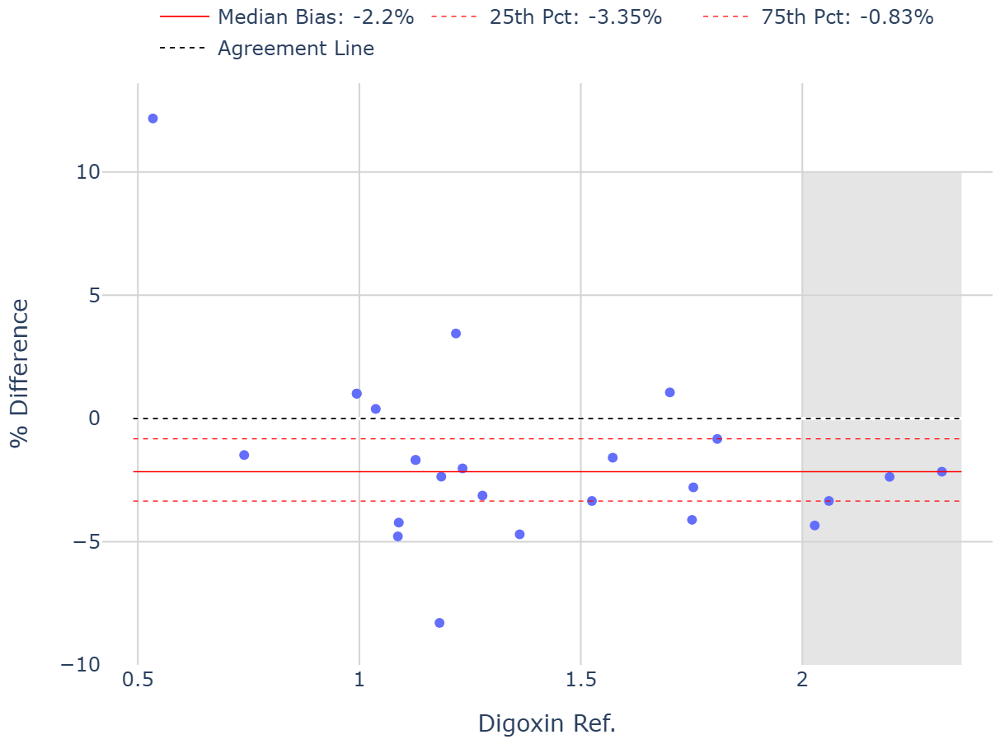 Median Bias: -2.2%
25th Pct: -3.35%
75th Pct: -0.83%
Agreement Line
% Difference
10
5
0
−5
−10
0.5
1
1.5
2
Digoxin Ref.